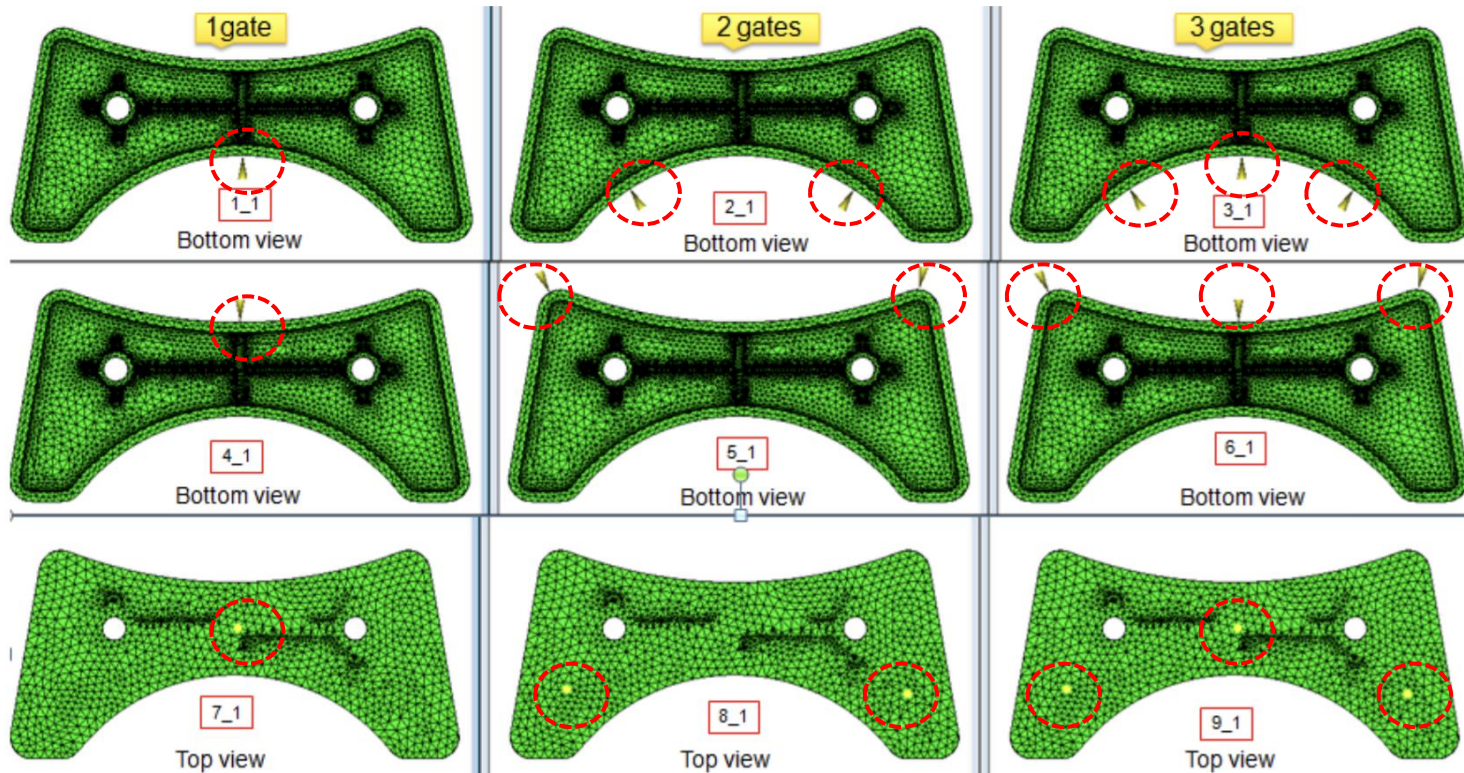 1gate
2 gates
3 gates
1_1
2_1
3_1
Bottom view
Bottom view
Bottom view
4_1
5_1
6_1
Bottom view
Bottom view
Bottom view
7_1
8_1
9_1
Top view
Top view
Top view